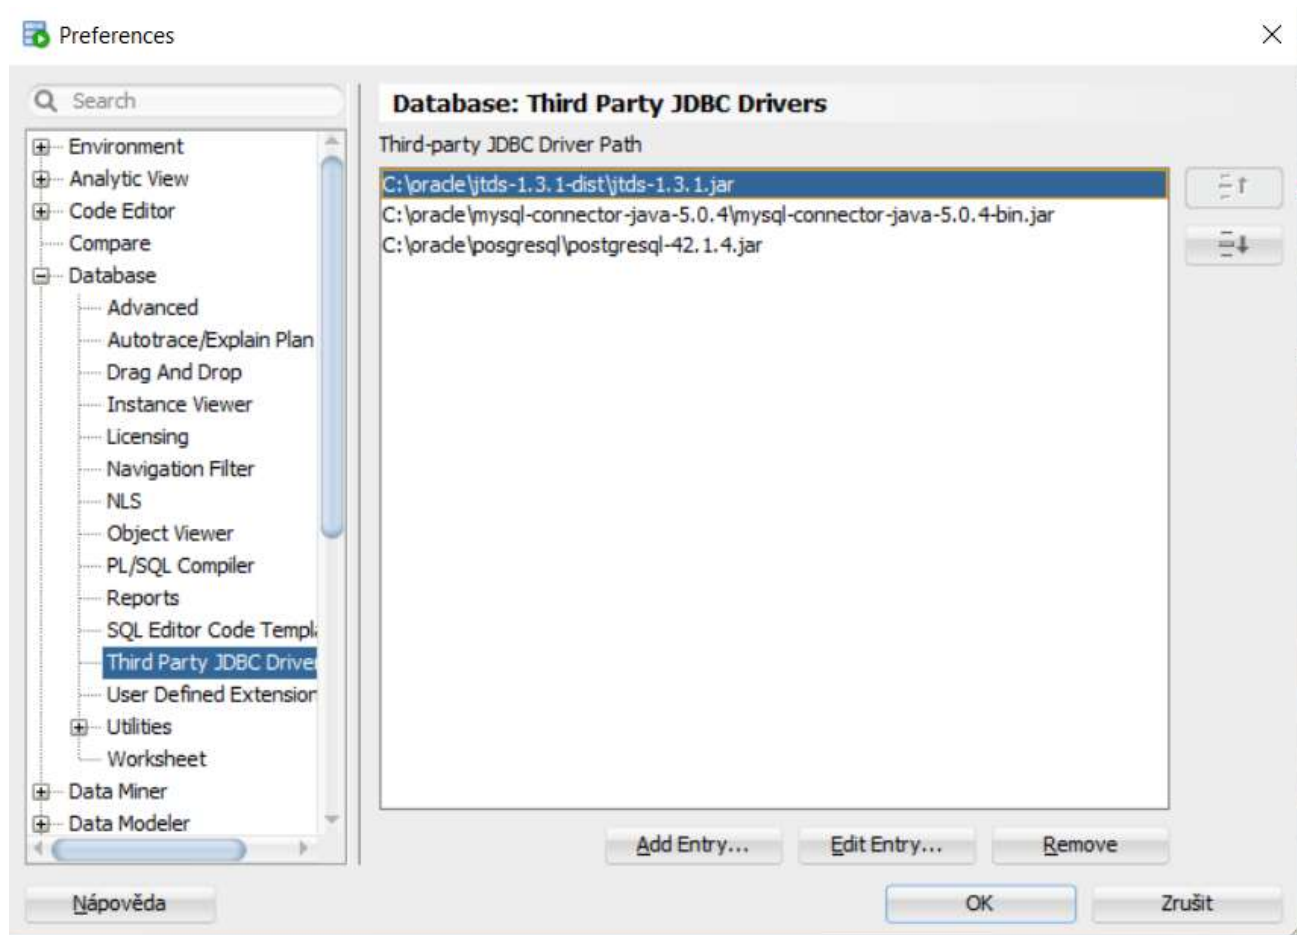 Preferences
Search
Environment
Analytic View
Code Editor
Compare
Database
Advanced
Autotrace/Explain Plan
Drag And Drop
Instance Viewer
Licensing
Navigation Filter
NLS
Object Viewer
PL/SQL Compiler
Reports
SQL Editor Code Templa
Third Party JDBC Driver
User Defined Extension
Utilities
Worksheet
Data Miner
Data Modeler
Database: Third Party JDBC Drivers
Third-party JDBC Driver Path
C:\oracle\jtds-1.3.1-dist\jtds-1.3.1.jar
C:\oracle\mysql-connector-java-5.0.4\mysql-connector-java-5.0.4-bin.jar
C:\oracle\posgresql\postgresql-42.1.4.jar
Add Entry... Edit Entry... Remove
Nápověda OK Zrušit